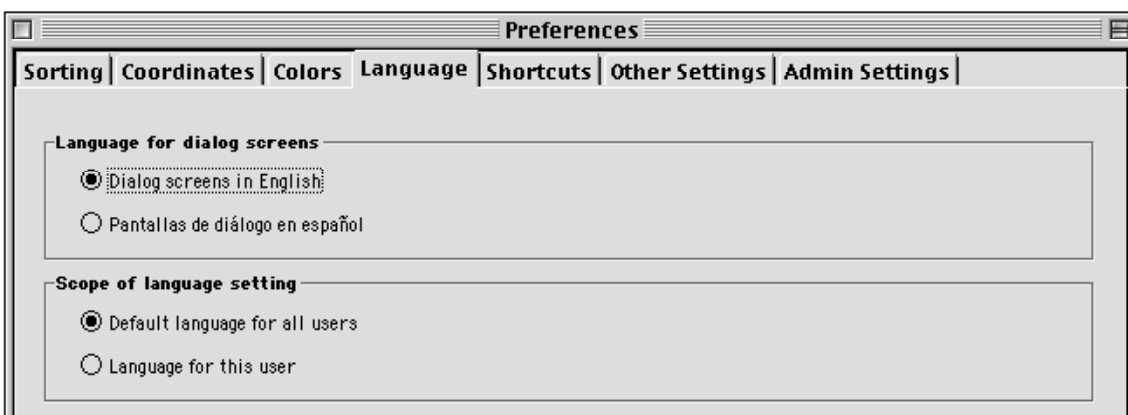 Preferences
Sorting Coordinates Colors Language Shortcuts Other Settings Admin Settings
Language for dialog screens
Dialog screens in English
Pantallas de diálogo en español
Scope of language setting
Default language for all users
Language for this user